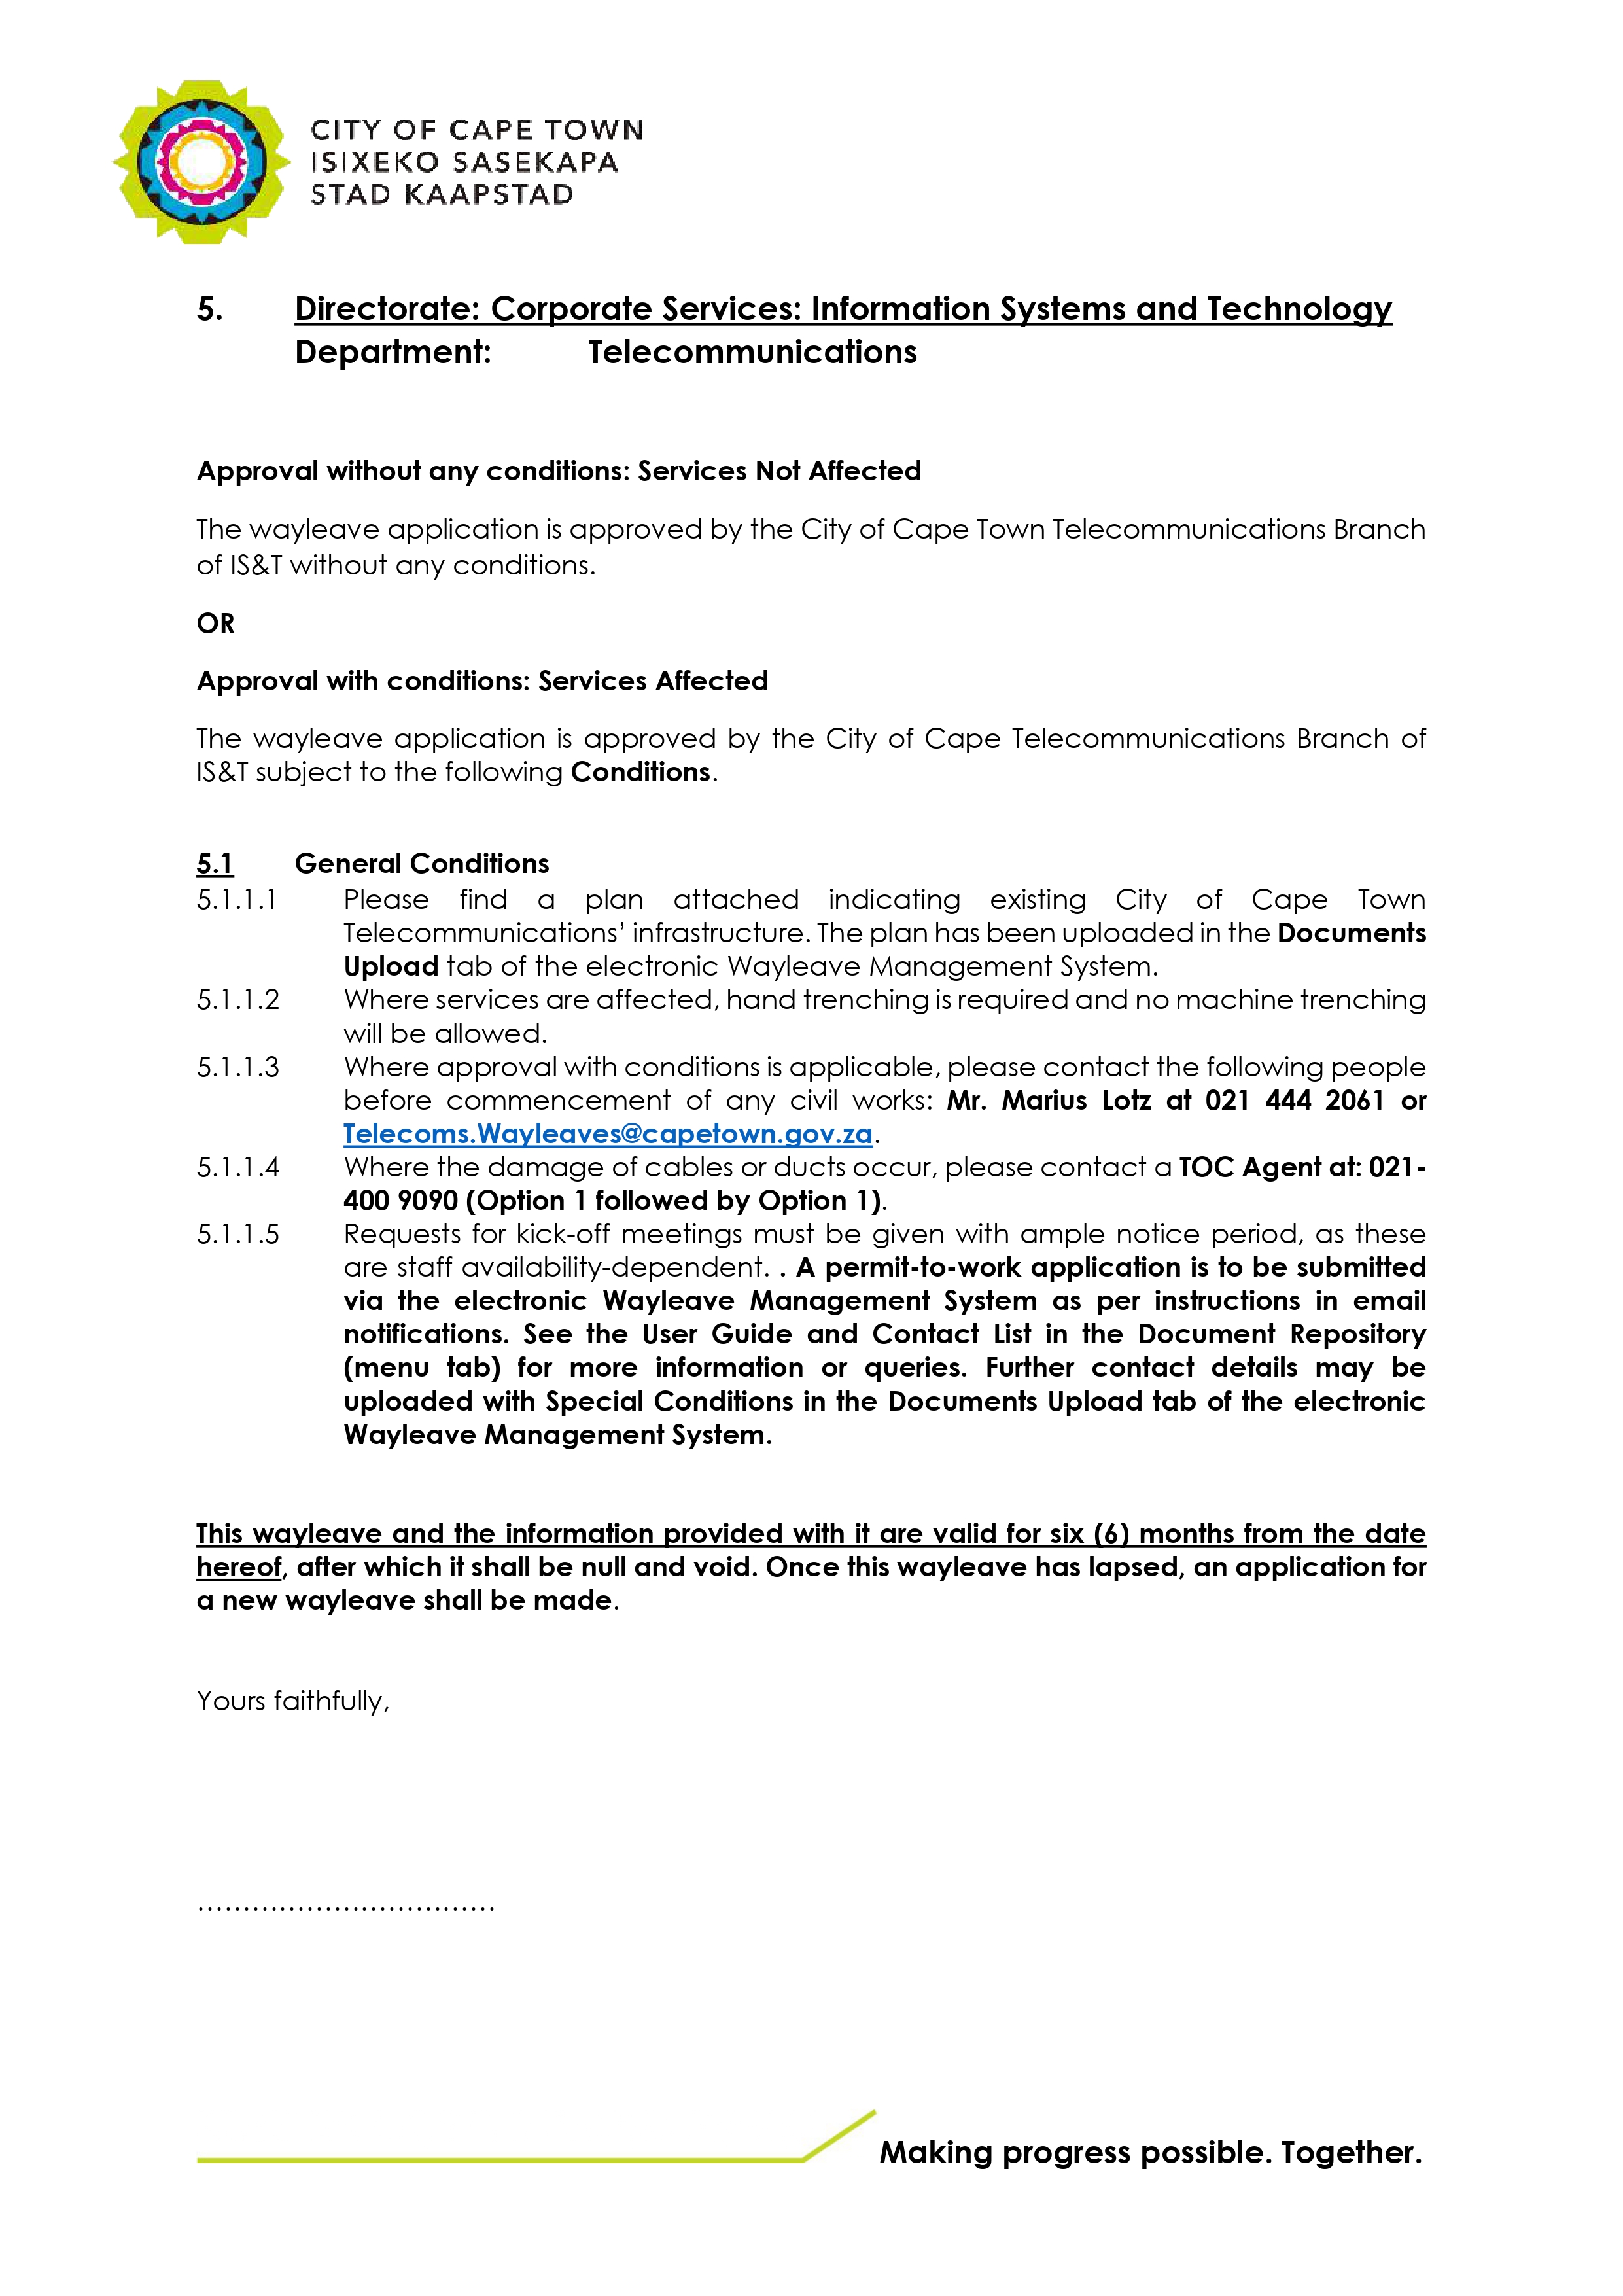 CITY OF CAPE TOWN
ISIXEKO SASEKAPA
STAD KAAPSTAD
5. Directorate: Corporate Services: Information Systems and Technology
Department: Telecommunications
Approval without any conditions: Services Not Affected
The wayleave application is approved by the City of Cape Town Telecommunications Branch
of IS&T without any conditions.
OR
Approval with conditions: Services Affected
The wayleave application is approved by the City of Cape Telecommunications Branch of
IS&T subject to the following Conditions.
5.1 General Conditions
5.1.1.1 Please find a plan attached indicating existing City of Cape Town
Telecommunications’ infrastructure. The plan has been uploaded in the Documents
Upload tab of the electronic Wayleave Management System.
5.1.1.2 Where services are affected, hand trenching is required and no machine trenching
will be allowed.
5.1.1.3 Where approval with conditions is applicable, please contact the following people
before commencement of any civil works: Mr. Marius Lotz at 021 444 2061 or
Telecoms.Wayleaves@capetown.gov.za.
5.1.1.4 Where the damage of cables or ducts occur, please contact a TOC Agent at: 021-
400 9090 (Option 1 followed by Option 1).
5.1.1.5 Requests for kick-off meetings must be given with ample notice period, as these
are staff availability-dependent. . A permit-to-work application is to be submitted
via the electronic Wayleave Management System as per instructions in email
notifications. See the User Guide and Contact List in the Document Repository
(menu tab) for more information or queries. Further contact details may be
uploaded with Special Conditions in the Documents Upload tab of the electronic
Wayleave Management System.
This wayleave and the information provided with it are valid for six (6) months from the date
hereof, after which it shall be null and void. Once this wayleave has lapsed, an application for
a new wayleave shall be made.
Yours faithfully,
.................................
Making progress possible. Together.